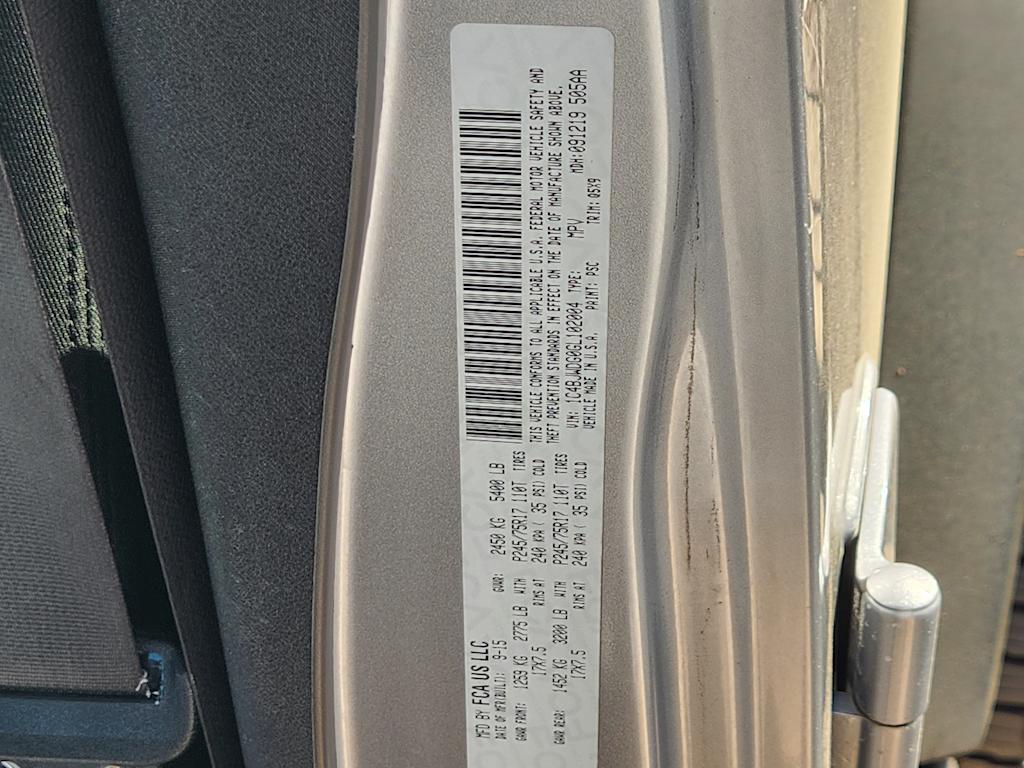 MFD BY FCA US LLC
DATE OF MFR(BUILD): 9-15 GVWR: 2450 KG 5400 LB
GAWR FRONT: 1259 KG 2775 LB WITH P245/75R17 110T TIRES
17X7.5 RIMS AT 240 KPA ( 35 PSI) COLD
GAWR REAR: 1452 KG 3200 LB WITH P245/75R17 110T TIRES
17X7.5 RIMS AT 240 KPA ( 35 PSI) COLD
THIS VEHICLE CONFORMS TO ALL APPLICABLE U.S.A. FEDERAL MOTOR VEHICLE SAFETY AND
THEFT PREVENTION STANDARDS IN EFFECT ON THE DATE OF MANUFACTURE SHOWN ABOVE.
VIN: 1C4BJWDG0GL102004 TYPE: MPV MDH:091219 505AA
VEHICLE MADE IN U.S.A. PAINT: PSC TRIM: Q5X9